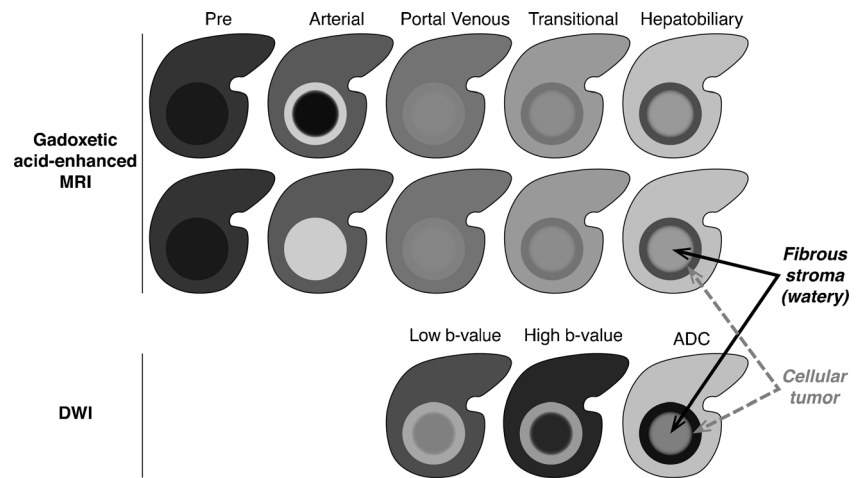 Pre Arterial Portal Venous Transitional Hepatobiliary
Gadoxetic
acid-enhanced
MRI
Fibrous
stroma
(watery)
Low b-value High b-value ADC
Cellular
tumor
DWI